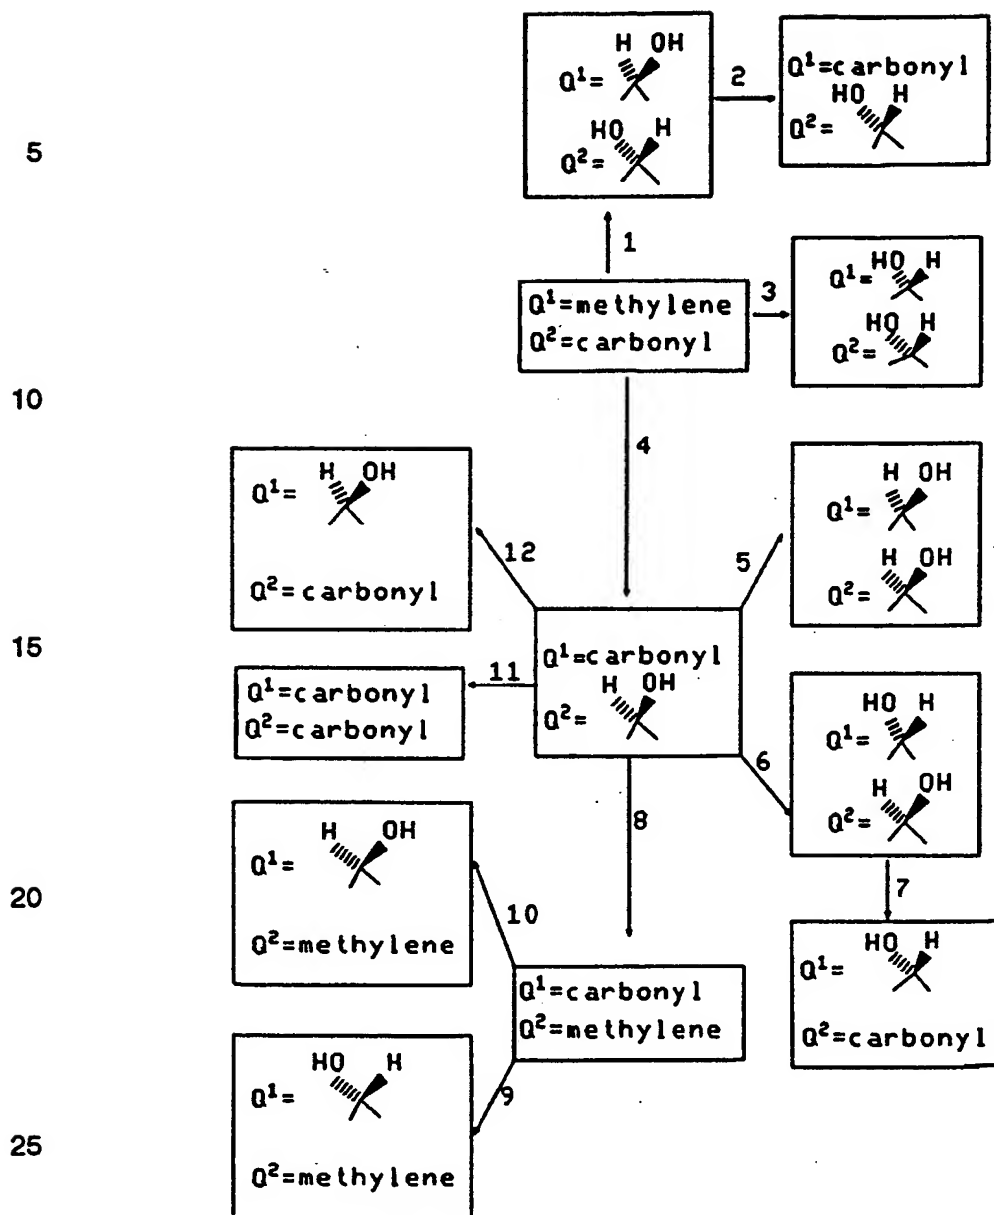 H OH
Q¹=
HO H
Q²=
2
Q¹=carbonyl
HO H
Q²=
5
1
Q¹=methylene
Q²=carbonyl
3
Q¹= HO H
HO H
Q²=
10
4
H OH
Q¹=
Q²=carbonyl
12
5
H OH
Q¹=
H OH
Q²=
15
Q¹=carbonyl
H OH
Q²=
11
Q¹=carbonyl
Q²=carbonyl
6
HO H
Q¹=
H OH
Q²=
8
7
H OH
Q¹=
Q²=methylene
20
10
HO H
Q¹=
Q²=carbonyl
Q¹=carbonyl
Q²=methylene
9
HO H
Q¹=
Q²=methylene
25